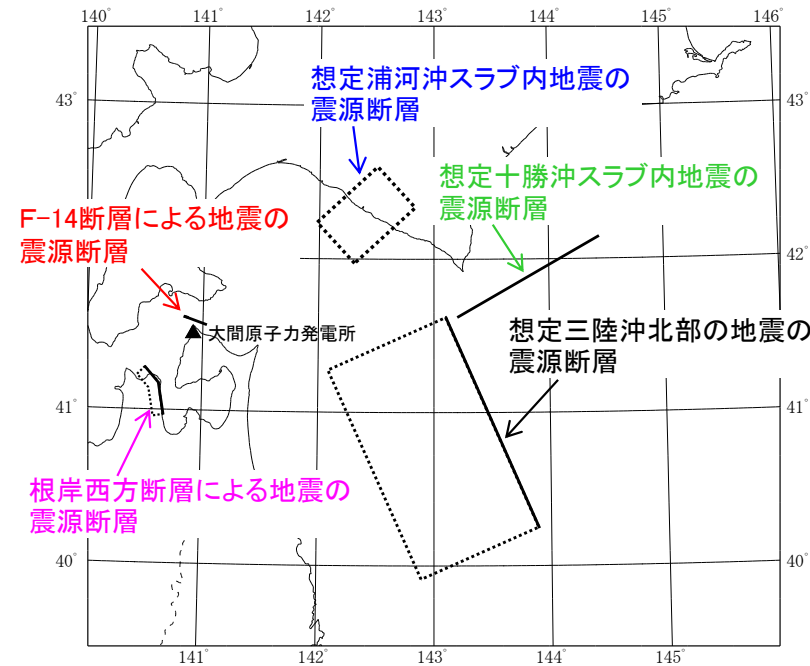 140° 141° 142° 143° 144° 145° 146°
想定浦河沖スラブ内地震の
震源断層
43° 43°
想定十勝沖スラブ内地震の
震源断層
F-14断層による地震の
震源断層
42°
大間原子力発電所
想定三陸沖北部の地震の
震源断層
41° 41°
根岸西方断層による地震の
震源断層
40° 40°
141° 142° 143° 144° 145°